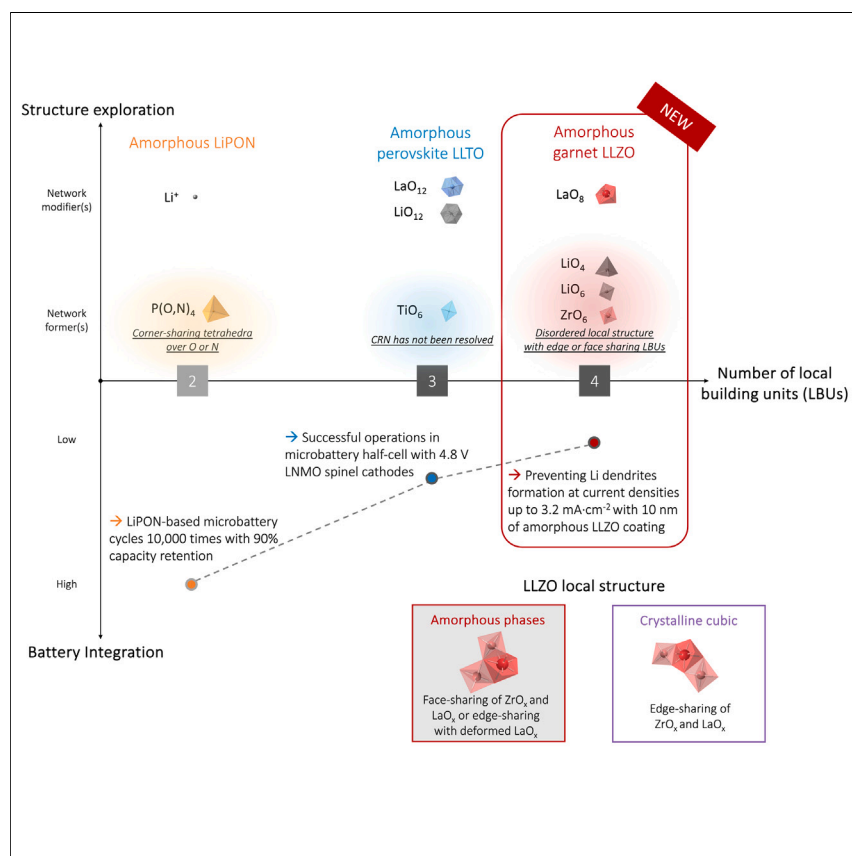 Structure exploration
NEW
Amorphous LiPON
Amorphous
perovskite LLTO
Amorphous
garnet LLZO
Network
modifier(s)
Li⁺
LaO₁₂
LiO₁₂
LaO₈
Network
former(s)
P(O,N)₄
Corner-sharing tetrahedra
over O or N
TiO₆
CRN has not been resolved
LiO₄
LiO₆
ZrO₆
Disordered local structure
with edge or face sharing LBUs
2
3
4
Number of local
building units (LBUs)
Low
→ Successful operations in
microbattery half-cell with 4.8 V
LNMO spinel cathodes
→ Preventing Li dendrites
formation at current densities
up to 3.2 mA·cm⁻² with 10 nm
of amorphous LLZO coating
→ LiPON-based microbattery
cycles 10,000 times with 90%
capacity retention
High
Battery Integration
LLZO local structure
Amorphous phases
Face-sharing of ZrOₓ and
LaOₓ or edge-sharing
with deformed LaOₓ
Crystalline cubic
Edge-sharing of
ZrOₓ and LaOₓ